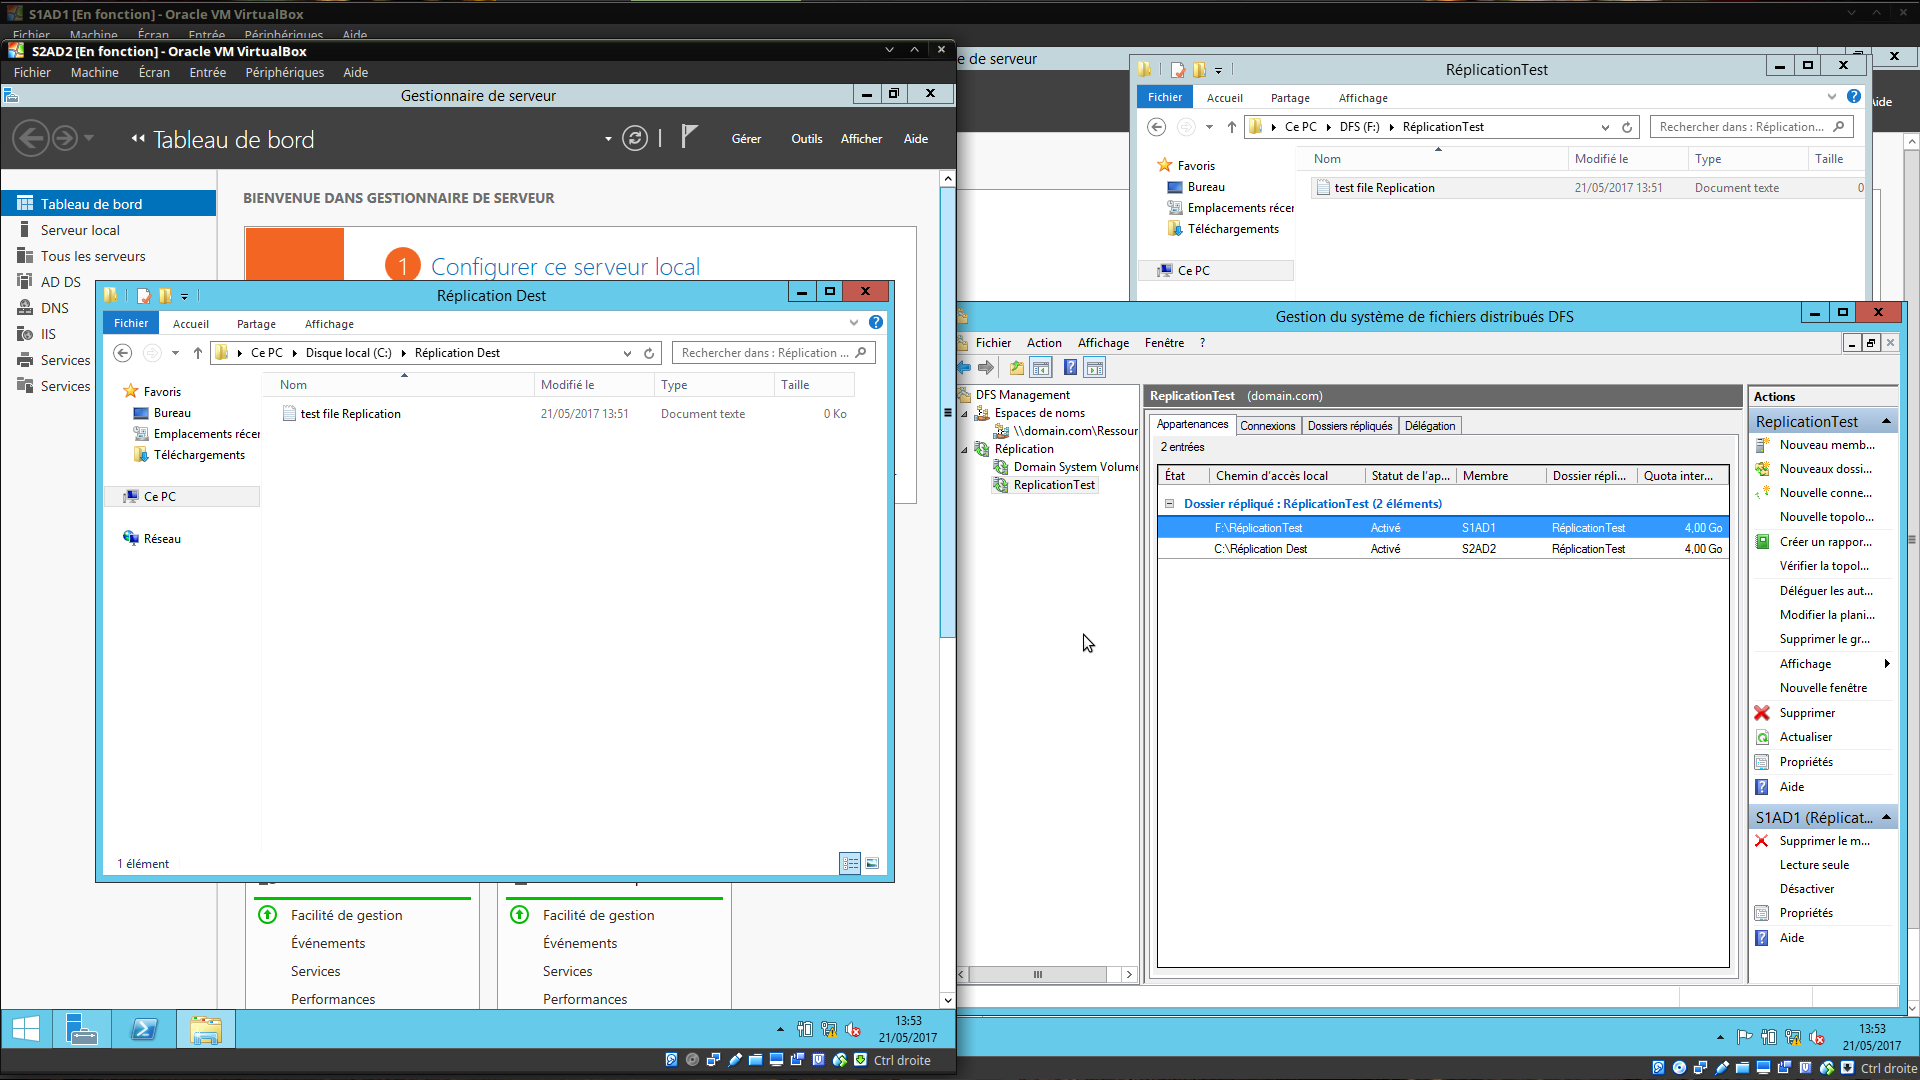 S1AD1 [En fonction] - Oracle VM VirtualBox
Fichier Machine Écran Entrée Périphériques Aide
S2AD2 [En fonction] - Oracle VM VirtualBox
Fichier Machine Écran Entrée Périphériques Aide
Gestionnaire de serveur
Tableau de bord
Gérer Outils Afficher Aide
Tableau de bord
Serveur local
Tous les serveurs
AD DS
DNS
IIS
Services
Services
BIENVENUE DANS GESTIONNAIRE DE SERVEUR
1 Configurer ce serveur local
Réplication Dest
Fichier Accueil Partage Affichage
Ce PC Disque local (C:) Réplication Dest
Rechercher dans : Réplication ...
Favoris
Bureau
Emplacements récer
Téléchargements
Ce PC
Réseau
Nom Modifié le Type Taille
test file Replication 21/05/2017 13:51 Document texte 0 Ko
1 élément
Facilité de gestion
Événements
Services
Performances
Facilité de gestion
Événements
Services
Performances
13:53
21/05/2017
Ctrl droite
e de serveur
ide
RéplicationTest
Fichier Accueil Partage Affichage
Ce PC DFS (F:) RéplicationTest
Rechercher dans : Réplication...
Favoris
Bureau
Emplacements récer
Téléchargements
Ce PC
Nom Modifié le Type Taille
test file Replication 21/05/2017 13:51 Document texte 0
Gestion du système de fichiers distribués DFS
Fichier Action Affichage Fenêtre ?
DFS Management
Espaces de noms
\\domain.com\Ressour
Réplication
Domain System Volume
ReplicationTest
ReplicationTest (domain.com)
Appartenances Connexions Dossiers répliqués Délégation
2 entrées
État Chemin d'accès local Statut de l'ap... Membre Dossier répli... Quota inter...
Dossier répliqué : RéplicationTest (2 éléments)
F:\RéplicationTest Activé S1AD1 RéplicationTest 4,00 Go
C:\Réplication Dest Activé S2AD2 RéplicationTest 4,00 Go
Actions
ReplicationTest
Nouveau memb...
Nouveaux dossi...
Nouvelle conne...
Nouvelle topolo...
Créer un rappor...
Vérifier la topol...
Déléguer les aut...
Modifier la plani...
Supprimer le gr...
Affichage
Nouvelle fenêtre
Supprimer
Actualiser
Propriétés
Aide
S1AD1 (Réplicat...
Supprimer le m...
Lecture seule
Désactiver
Propriétés
Aide
13:53
21/05/2017
Ctrl droite